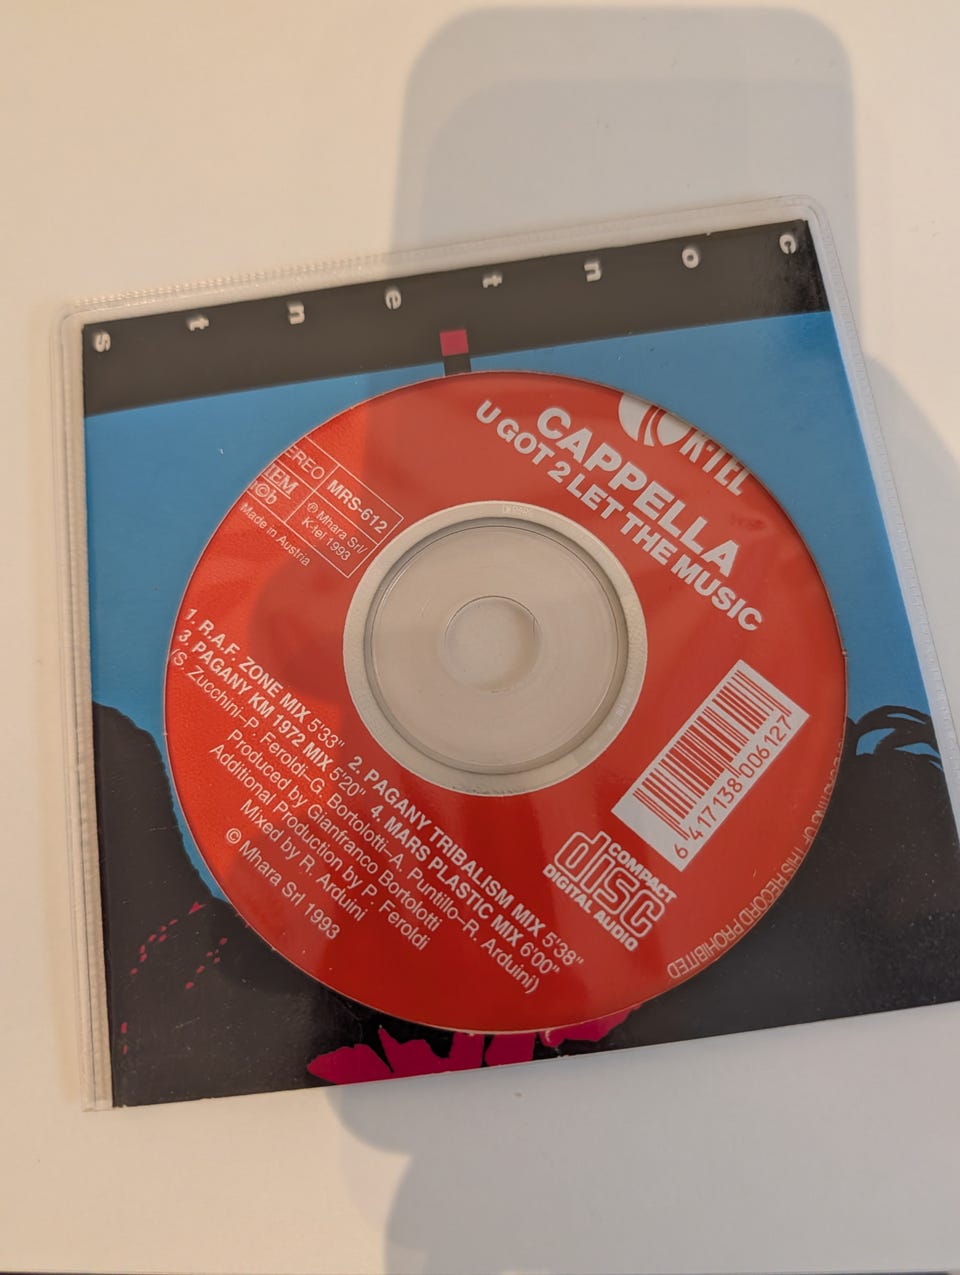 contents
K-TEL
CAPPELLA
U GOT 2 LET THE MUSIC
MRS-612
℗ Mhara Srl/
K-tel 1993
Made in Austria
1. R.A.F. ZONE MIX 5'33" 2. PAGANY TRIBALISM MIX 5'38"
3. PAGANY KM 1972 MIX 5'20" 4. MARS PLASTIC MIX 6'00"
(S. Zucchini–P. Feroldi–G. Bortolotti–A. Puntillo–R. Arduini)
Produced by Gianfranco Bortolotti
Additional Production by P. Feroldi
Mixed by R. Arduini
© Mhara Srl 1993
6 417138 006127
COMPACT
disc
DIGITAL AUDIO
OF THIS RECORD PROHIBITED